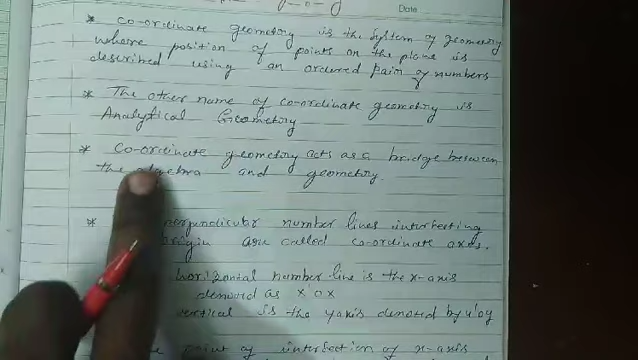 * Co-ordinate geometry is the system of geometry
where position of points on the plane is
described using an ordered pair of numbers
* The other name of co-ordinate geometry is
Analytical Geometry
* Co-ordinate geometry acts as a bridge between
the algebra and geometry.
* perpendicular number lines intersecting
origin are called co-ordinate axes.
horizontal number line is the x-axis
denoted as x'ox
vertical is the yaxis denoted by y'oy
point of intersection of x-axis